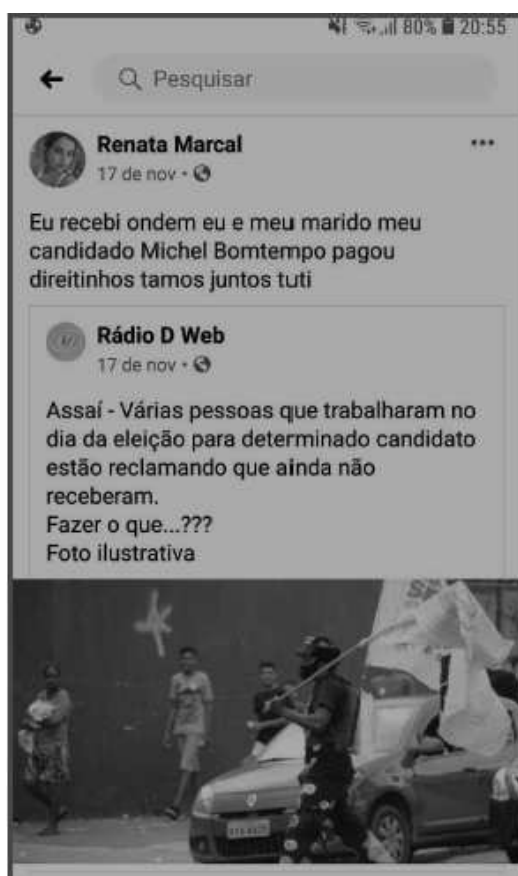 80% 20:55
Pesquisar
Renata Marcal
17 de nov
Eu recebi ondem eu e meu marido meu
candidado Michel Bomtempo pagou
direitinhos tamos juntos tuti
Rádio D Web
17 de nov
Assaí - Várias pessoas que trabalharam no
dia da eleição para determinado candidato
estão reclamando que ainda não
receberam.
Fazer o que...???
Foto ilustrativa